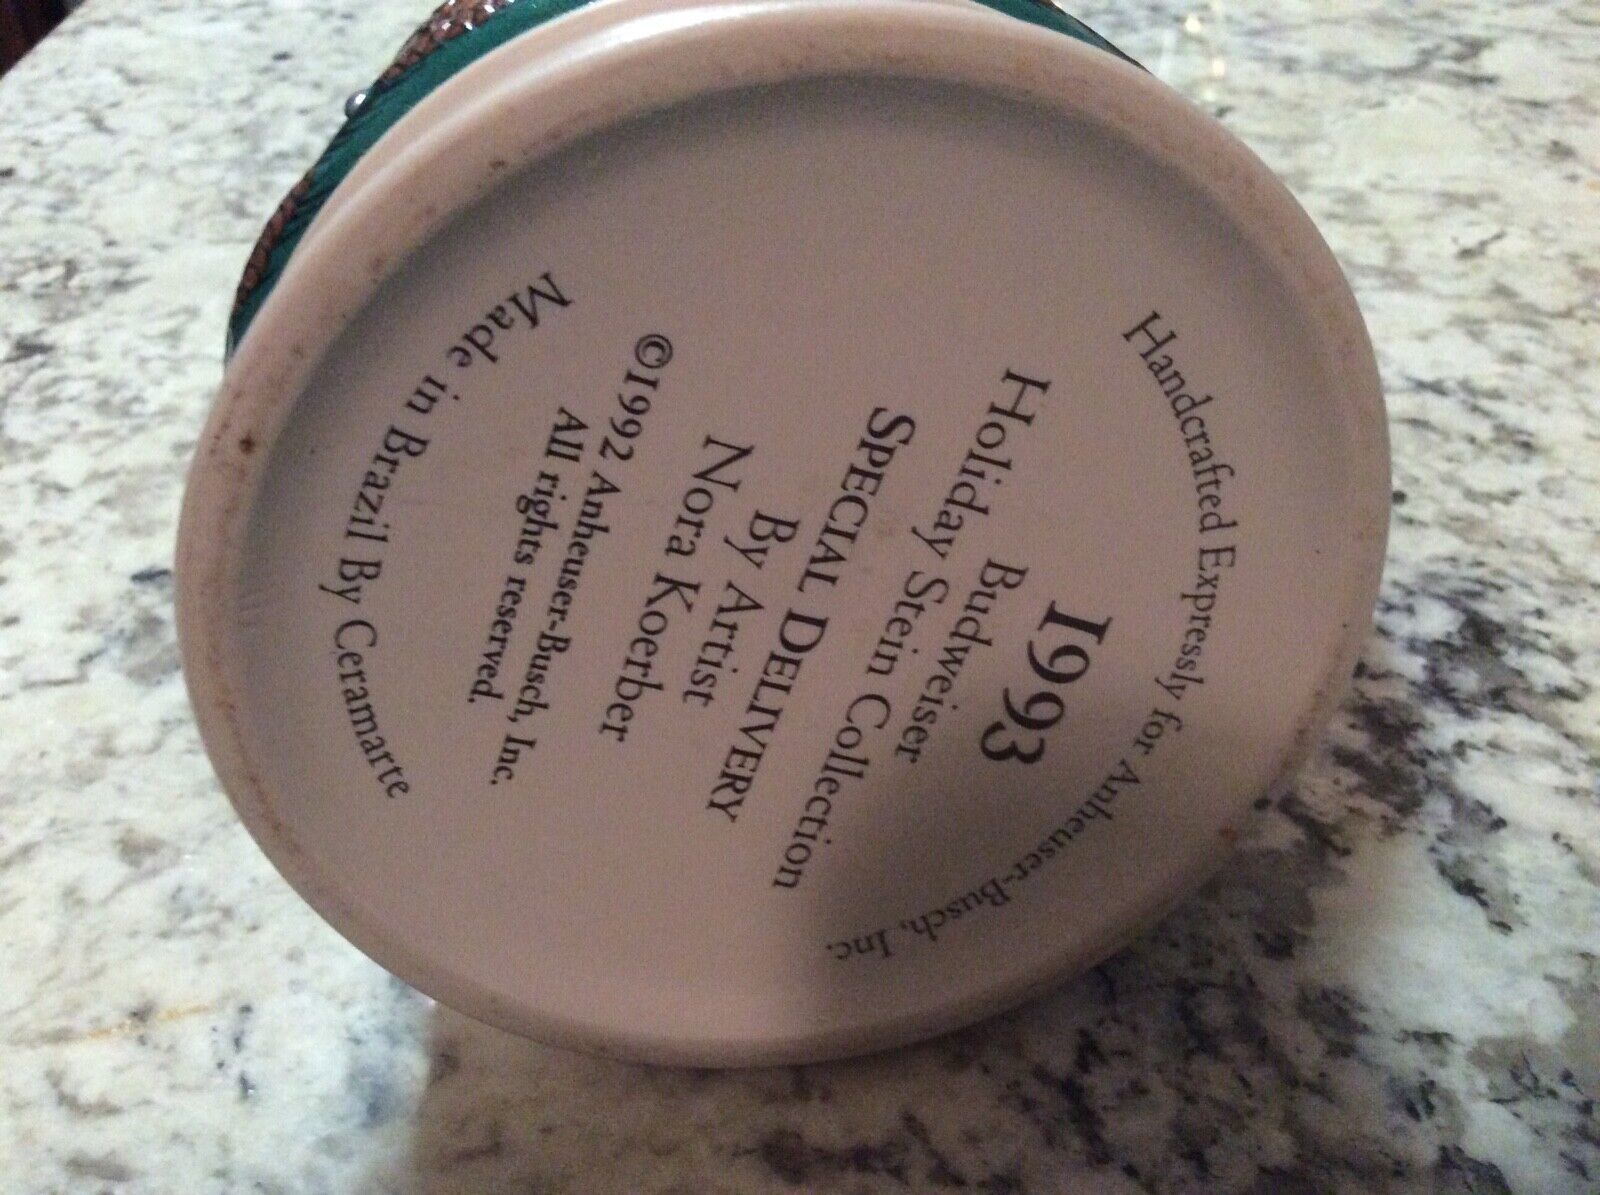 Handcrafted Expressly for Anheuser-Busch, Inc.
1993
Budweiser
Holiday Stein Collection
SPECIAL DELIVERY
By Artist
Nora Koerber
©1992 Anheuser-Busch, Inc.
All rights reserved.
Made in Brazil By Ceramarte